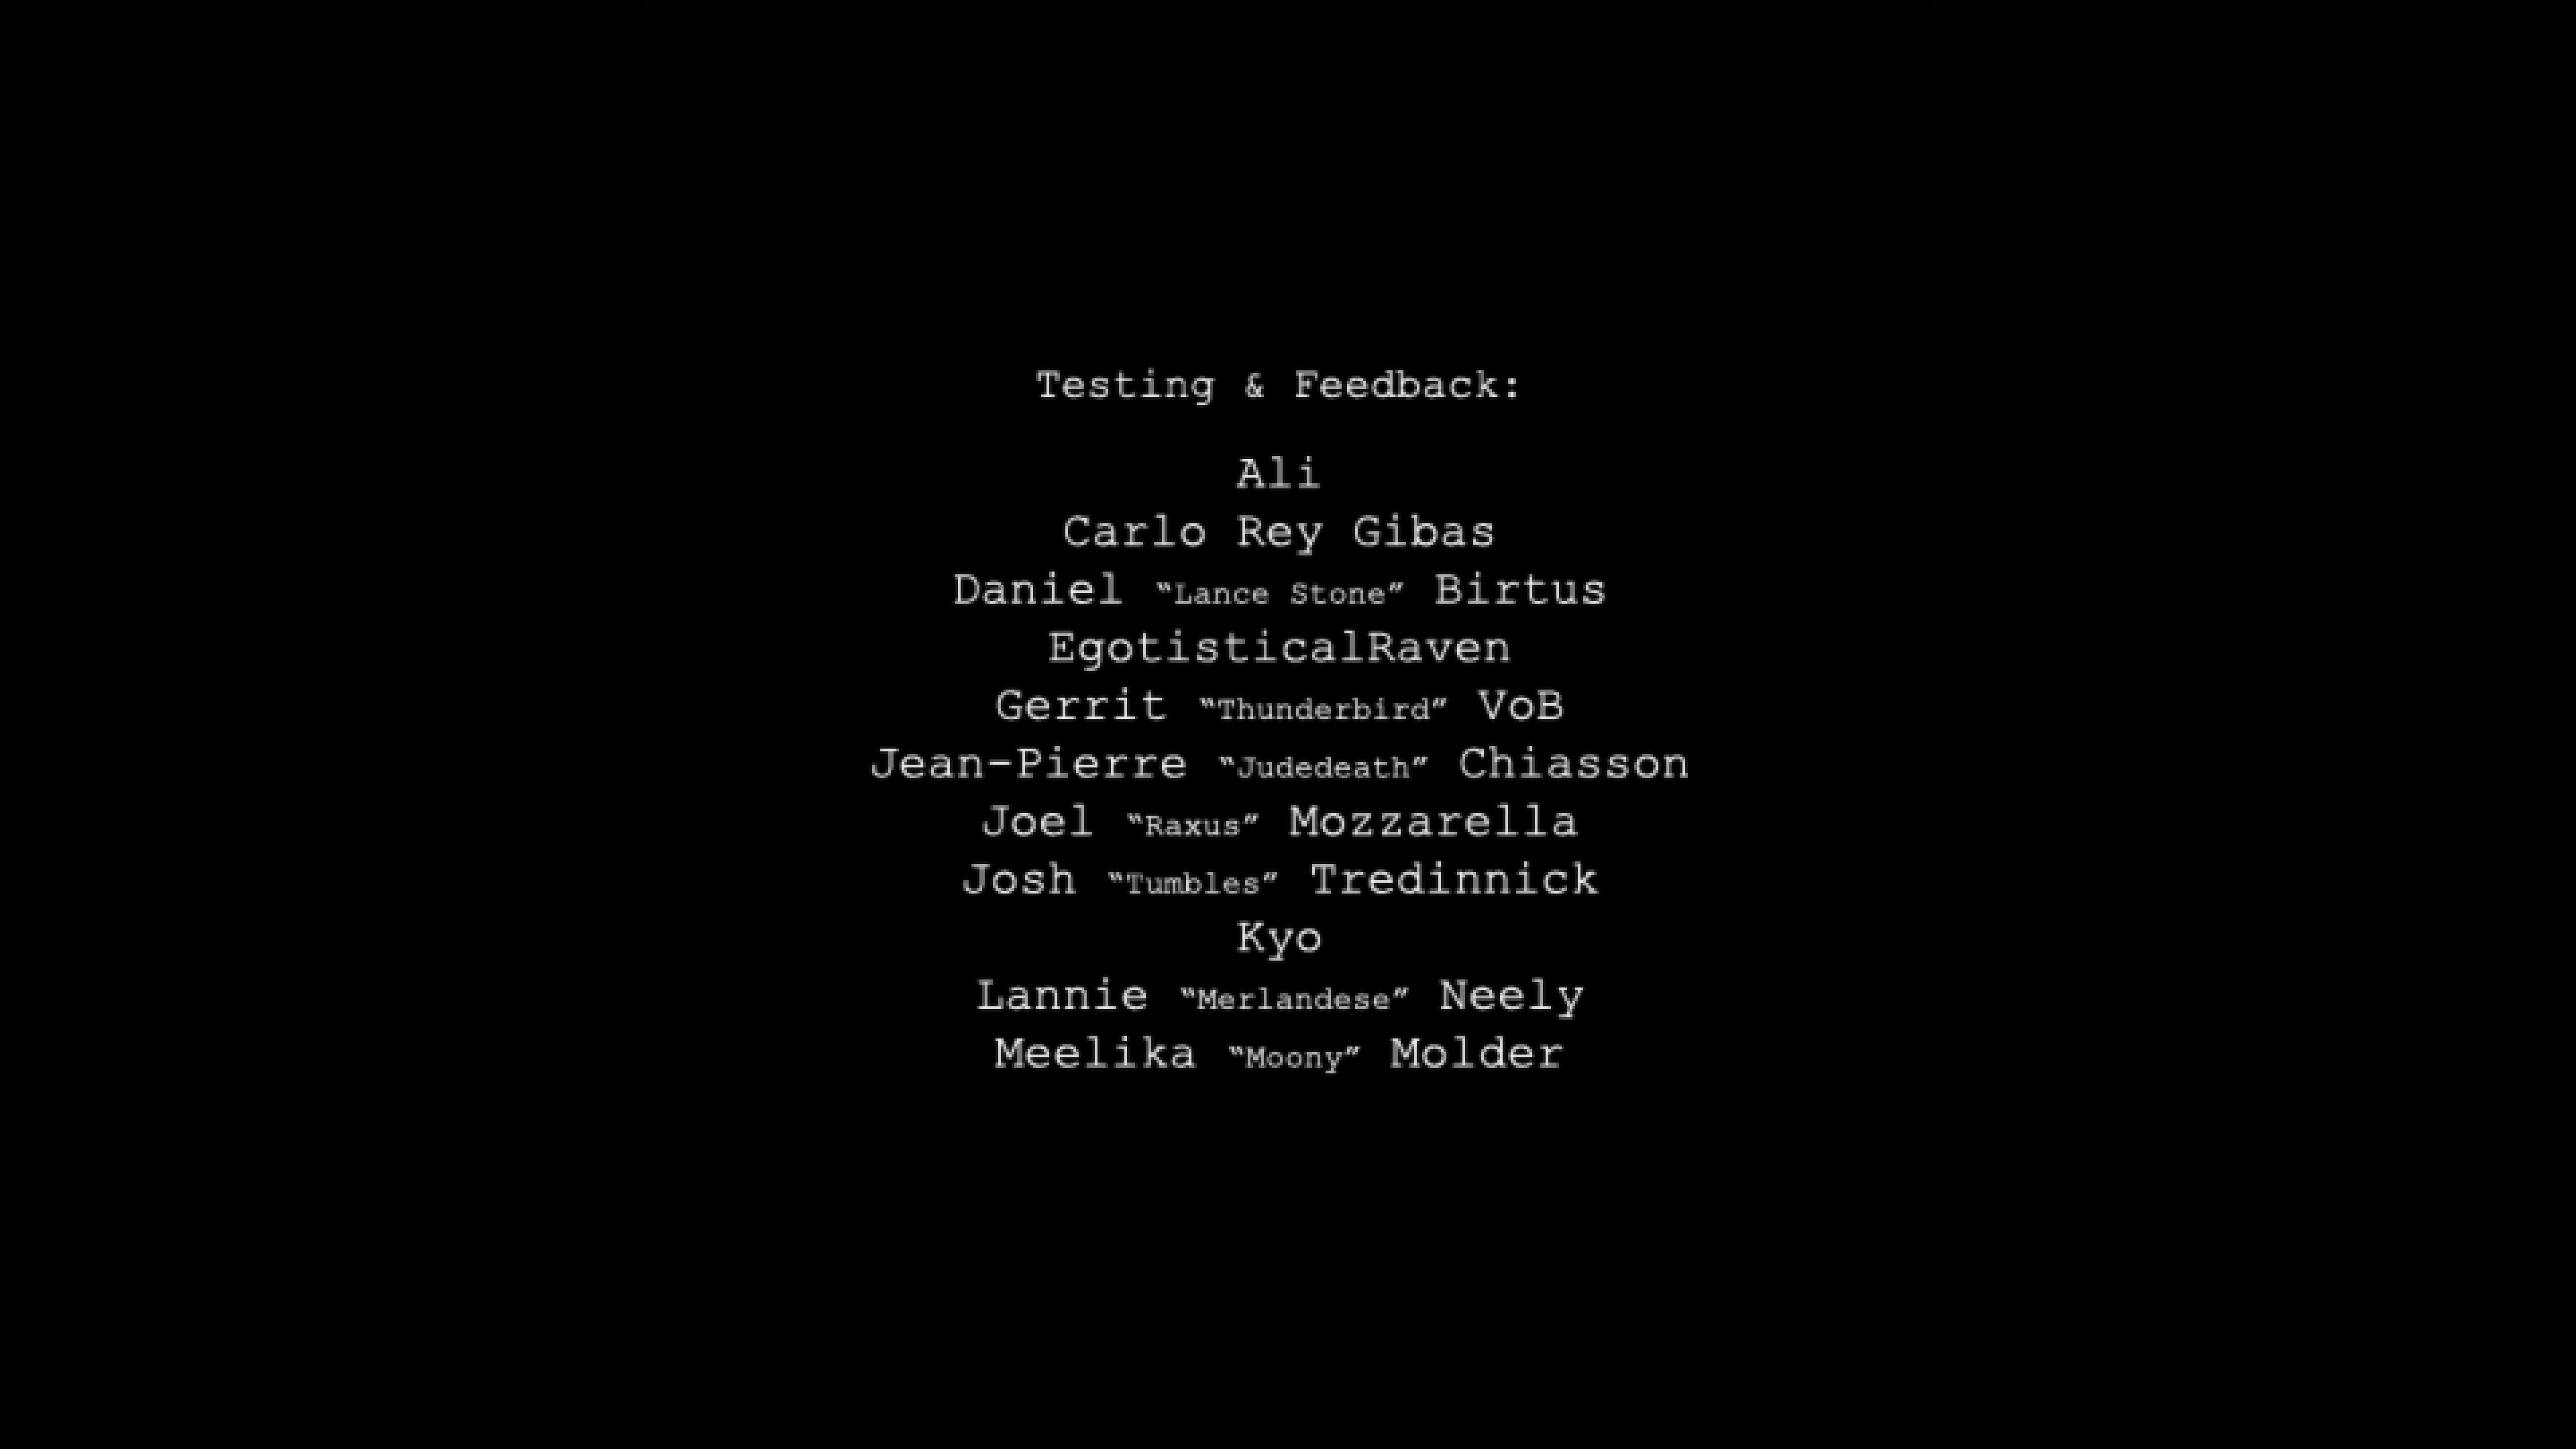 Testing & Feedback:
Ali
Carlo Rey Gibas
Daniel “Lance Stone” Birtus
EgotisticalRaven
Gerrit “Thunderbird” VoB
Jean-Pierre “Judedeath” Chiasson
Joel “Raxus” Mozzarella
Josh “Tumbles” Tredinnick
Kyo
Lannie “Merlandese” Neely
Meelika “Moony” Molder